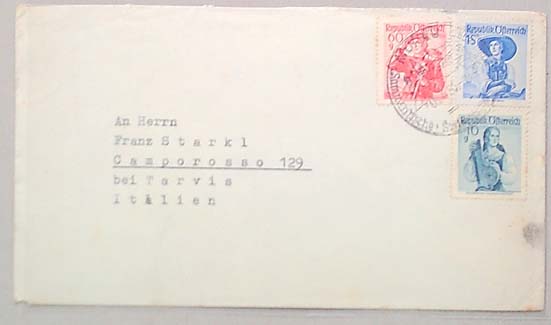 Republik Österreich
60
g
Republik Österreich
1S
Republik Österreich
10
g
An Herrn
Franz Starkl
Camporosso 129
bei Tarvis
Italien